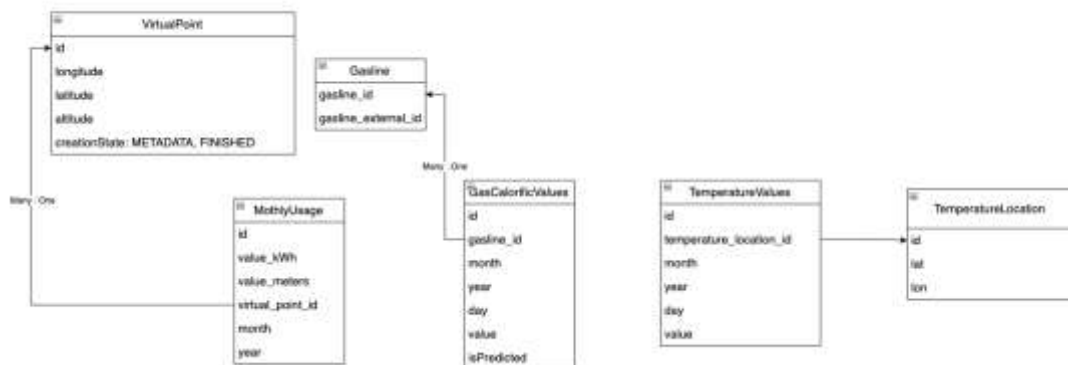 VirtualPoint
id
longitude
latitude
altitude
creationState: METADATA, FINISHED
Gasline
gasline_id
gasline_external_id
Many One
Many One
MothlyUsage
id
value_kWh
value_meters
virtual_point_id
month
year
GasCalorificValues
id
gasline_id
month
year
day
value
isPredicted
TemperatureValues
id
temperature_location_id
month
year
day
value
TemperatureLocation
id
lat
lon